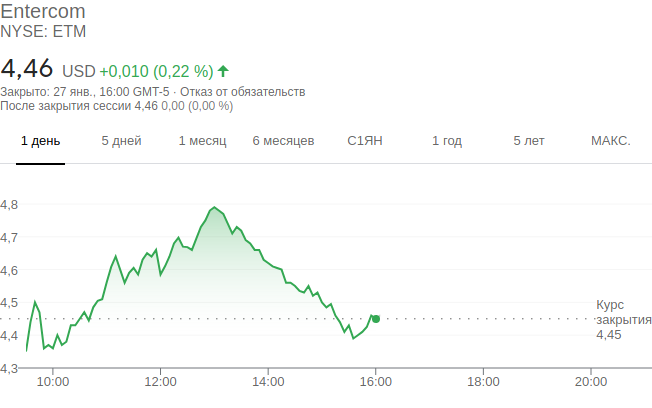 Entercom
NYSE: ETM
4,46 USD +0,010 (0,22 %)
Закрыто: 27 янв., 16:00 GMT-5 · Отказ от обязательств
После закрытия сессии 4,46 0,00 (0,00 %)
1 день 5 дней 1 месяц 6 месяцев С1ЯН 1 год 5 лет МАКС.
4,8
4,7
4,6
4,5
4,4
4,3
Курс
закрытия
4,45
10:00 12:00 14:00 16:00 18:00 20:00